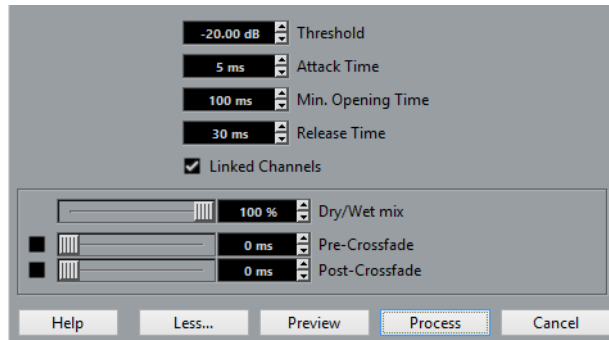 -20.00 dB Threshold
5 ms Attack Time
100 ms Min. Opening Time
30 ms Release Time
Linked Channels
100 % Dry/Wet mix
0 ms Pre-Crossfade
0 ms Post-Crossfade
Help Less... Preview Process Cancel